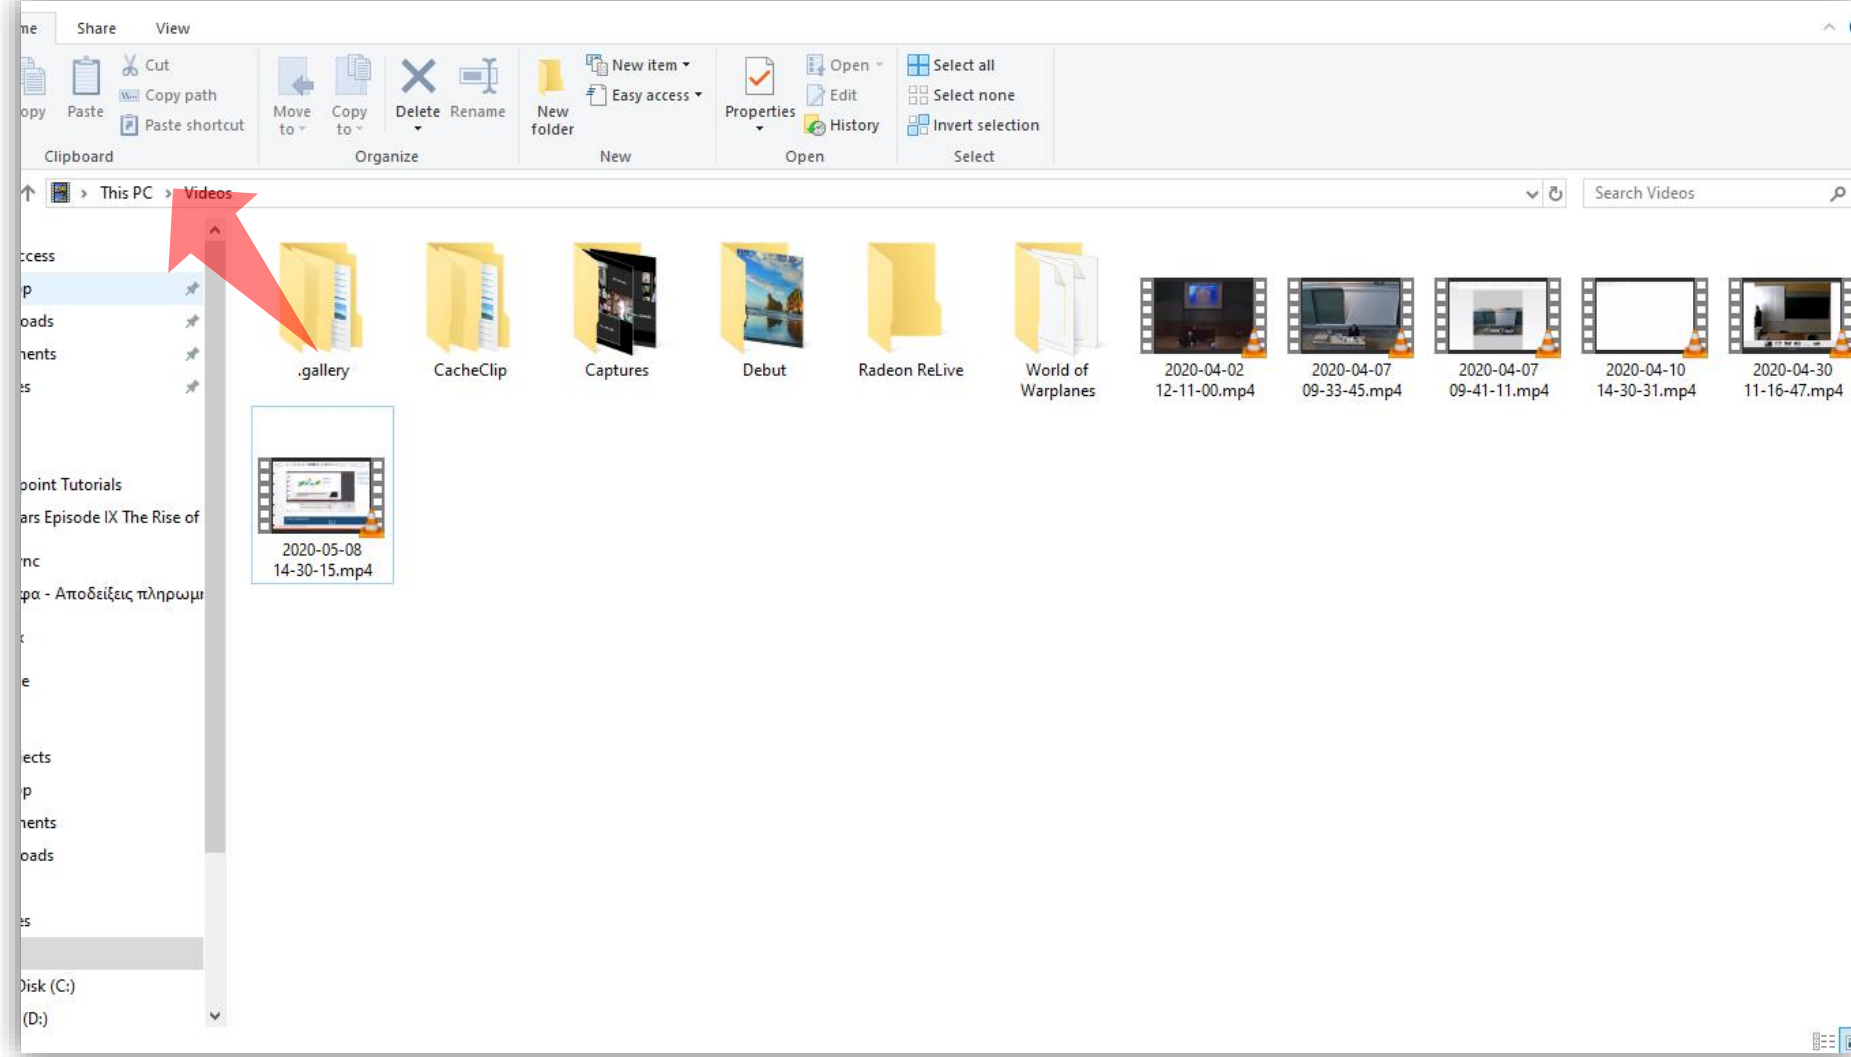 me Share View
Cut
Copy path
Paste shortcut
opy Paste
Move to
Copy to
Delete Rename
New folder
New item
Easy access
Properties
Open
Edit
History
Select all
Select none
Invert selection
Clipboard Organize New Open Select
This PC > Videos
Search Videos
ccess
op
oads
nents
es
point Tutorials
ars Episode IX The Rise of
nc
φα - Αποδείξεις πληρωμ
x
e
ects
op
nents
oads
es
Disk (C:)
(D:)
.gallery
CacheClip
Captures
Debut
Radeon ReLive
World of
Warplanes
2020-04-02
12-11-00.mp4
2020-04-07
09-33-45.mp4
2020-04-07
09-41-11.mp4
2020-04-10
14-30-31.mp4
2020-04-30
11-16-47.mp4
2020-05-08
14-30-15.mp4